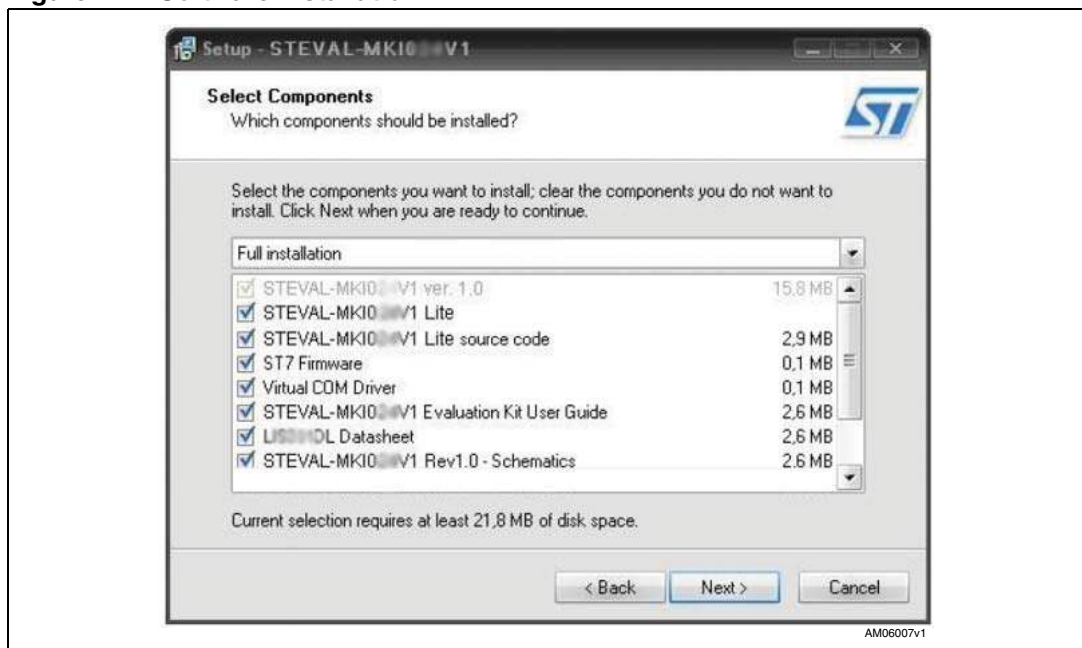 Setup - STEVAL-MKI0 V1
Select Components
Which components should be installed?
ST
Select the components you want to install; clear the components you do not want to
install. Click Next when you are ready to continue.
Full installation
STEVAL-MKI0 V1 ver. 1.0 15,8 MB
STEVAL-MKI0 V1 Lite
STEVAL-MKI0 V1 Lite source code 2,9 MB
ST7 Firmware 0,1 MB
Virtual COM Driver 0,1 MB
STEVAL-MKI0 V1 Evaluation Kit User Guide 2,6 MB
Datasheet 2,6 MB
STEVAL-MKI0 V1 Rev1.0 - Schematics 2,6 MB
Current selection requires at least 21,8 MB of disk space.
< Back Next > Cancel
AM06007v1